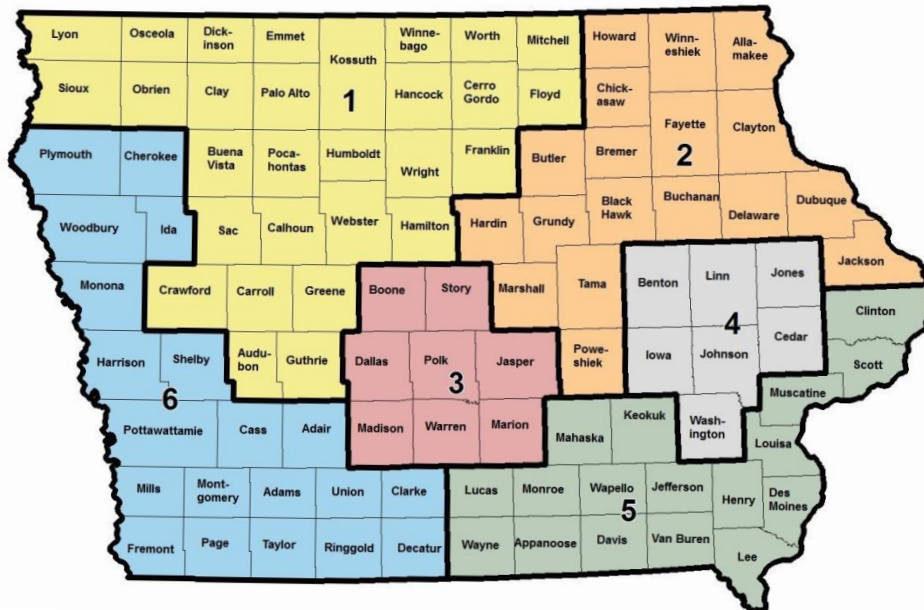 Lyon
Osceola
Dick-
inson
Emmet
Kossuth
Winne-
bago
Worth
Mitchell
Howard
Winn-
eshiek
Alla-
makee
Sioux
Obrien
Clay
Palo Alto
1
Hancock
Cerro
Gordo
Floyd
Chick-
asaw
Fayette
Clayton
2
Plymouth
Cherokee
Buena
Vista
Poca-
hontas
Humboldt
Wright
Franklin
Butler
Bremer
Woodbury
Ida
Sac
Calhoun
Webster
Hamilton
Hardin
Grundy
Black
Hawk
Buchanan
Delaware
Dubuque
Monona
Crawford
Carroll
Greene
Boone
Story
Marshall
Tama
Benton
Linn
Jones
Jackson
4
Clinton
Harrison
Shelby
Audu-
bon
Guthrie
Dallas
Polk
Jasper
3
Powe-
shiek
Iowa
Johnson
Cedar
Scott
6
Pottawattamie
Cass
Adair
Madison
Warren
Marion
Mahaska
Keokuk
Wash-
ington
Muscatine
Louisa
Mills
Mont-
gomery
Adams
Union
Clarke
Lucas
Monroe
Wapello
Jefferson
Henry
Des
Moines
5
Fremont
Page
Taylor
Ringgold
Decatur
Wayne
Appanoose
Davis
Van Buren
Lee